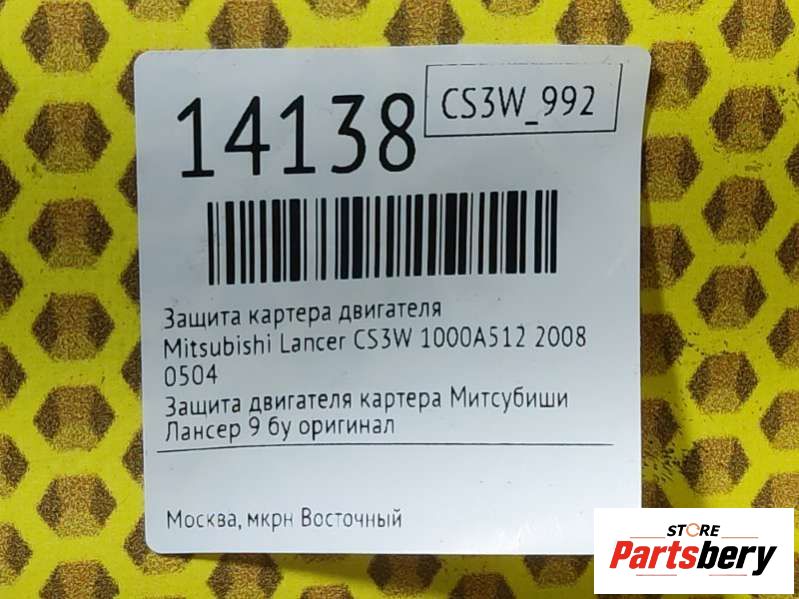 14138
CS3W_992
Защита картера двигателя
Mitsubishi Lancer CS3W 1000A512 2008
0504
Защита двигателя картера Митсубиши
Лансер 9 бу оригинал
Москва, мкрн Восточный
STORE
Partsbery